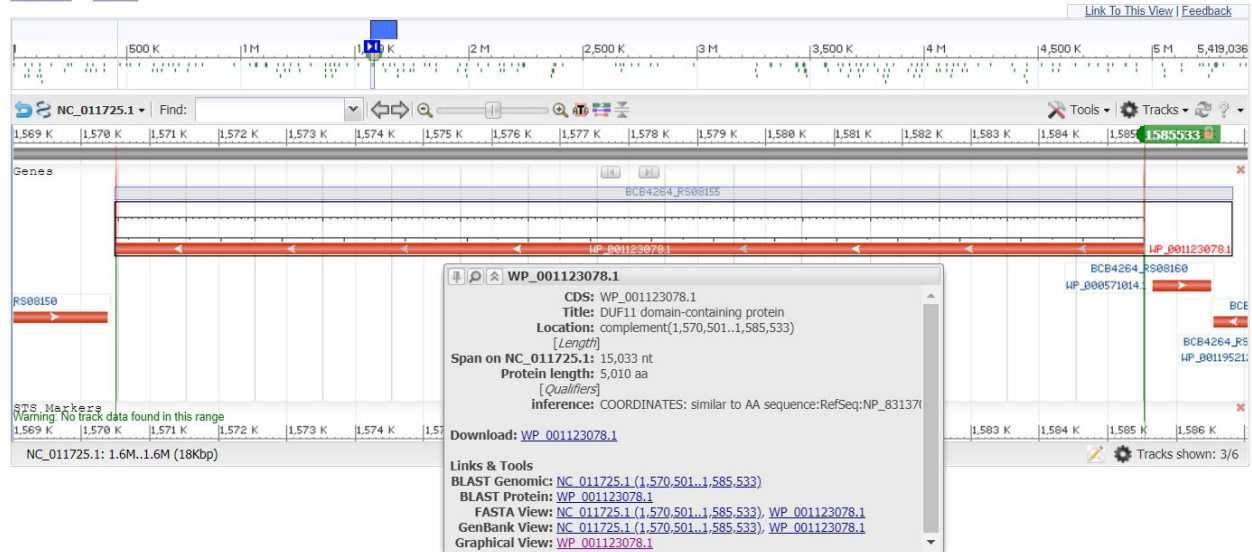 Link To This View | Feedback
500 K 1 M 2 M 2,500 K 3 M 3,500 K 4 M 4,500 K 5 M 5,419,036
NC_011725.1 Find: Tools Tracks ?
1,569 K 1,570 K 1,571 K 1,572 K 1,573 K 1,574 K 1,575 K 1,576 K 1,577 K 1,578 K 1,579 K 1,580 K 1,581 K 1,582 K 1,583 K 1,584 K 1,585 1585533
Genes
BCB4264_RS08155
WP_001123078.1 WP_001123078.1
BCB4264_RS08160
WP_000571014.
RS08150
BCE
BCB4264_RS
WP_00119521
WP_001123078.1
CDS: WP_001123078.1
Title: DUF11 domain-containing protein
Location: complement(1,570,501..1,585,533)
[Length]
Span on NC_011725.1: 15,033 nt
Protein length: 5,010 aa
[Qualifiers]
inference: COORDINATES: similar to AA sequence:RefSeq:NP_83137
Download: WP_001123078.1
Links & Tools
BLAST Genomic: NC_011725.1 (1,570,501..1,585,533)
BLAST Protein: WP_001123078.1
FASTA View: NC_011725.1 (1,570,501..1,585,533), WP_001123078.1
GenBank View: NC_011725.1 (1,570,501..1,585,533), WP_001123078.1
Graphical View: WP_001123078.1
STS Markers
Warning: No track data found in this range
1,569 K 1,570 K 1,571 K 1,572 K 1,573 K 1,574 K 1,583 K 1,584 K 1,585 K 1,586 K
NC_011725.1: 1.6M..1.6M (18Kbp) Tracks shown: 3/6